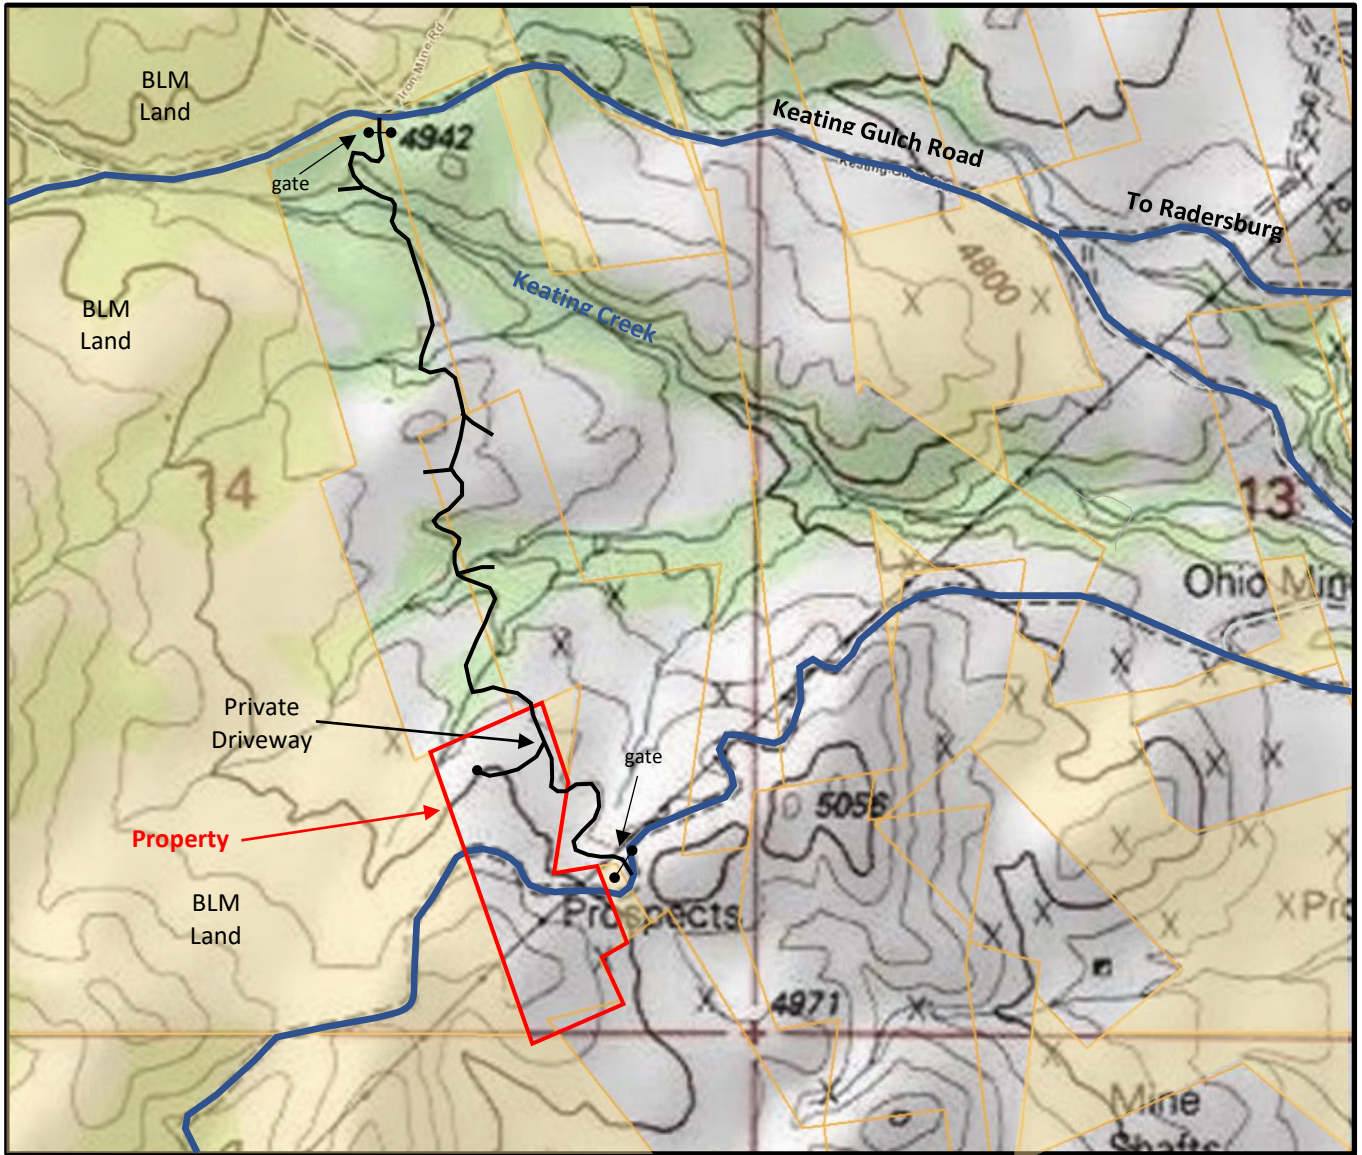 Iron Mine Rd
BLM
Land
4942
gate
Keating Gulch Road
To Radersburg
4800
Keating Creek
BLM
Land
14
13
Ohio Min
Private
Driveway
gate
5056
Property
BLM
Land
Prospects
Pro
4971
Mine
Shafts